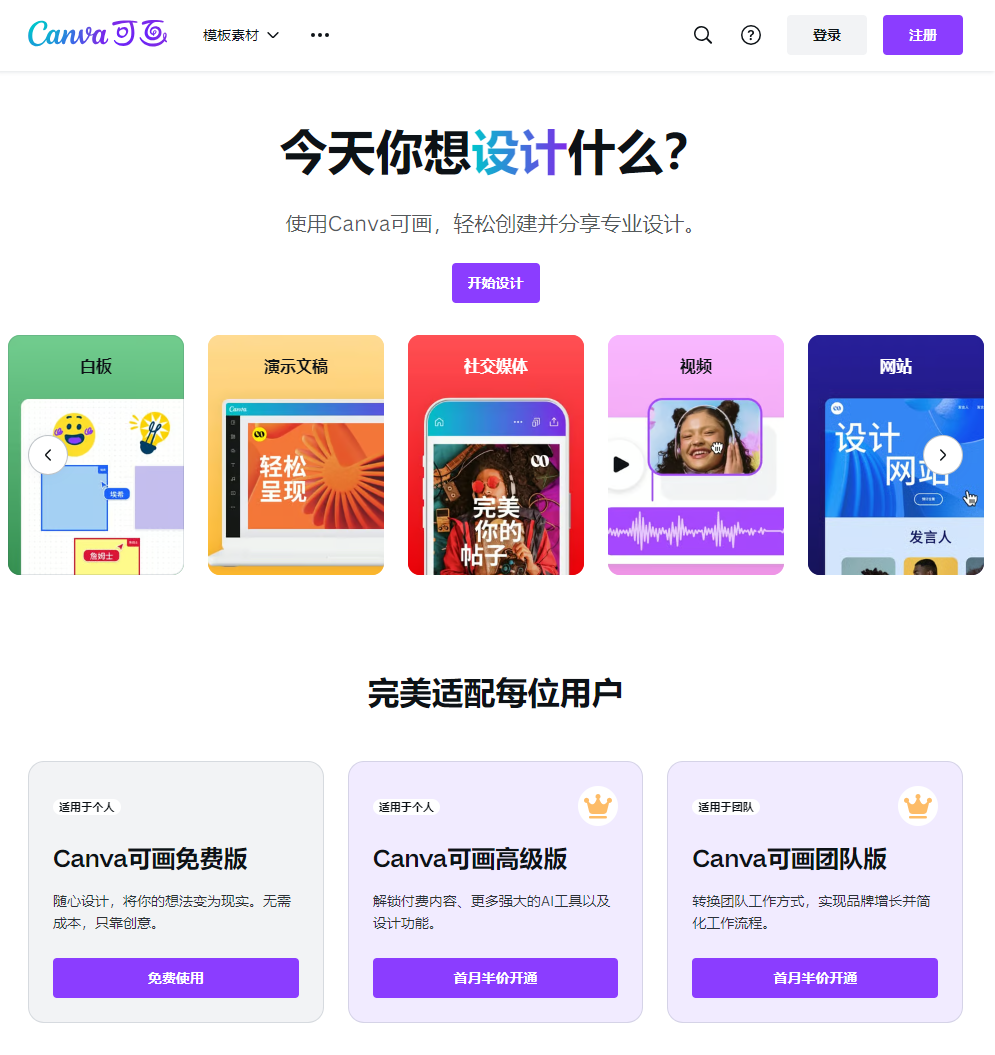 Canva可画
模板素材
登录
注册
今天你想设计什么？
使用Canva可画，轻松创建并分享专业设计。
开始设计
白板
埃希
詹姆士
演示文稿
Canva
轻松
呈现
社交媒体
完美
你的
帖子
视频
网站
设计
网站
发言人
完美适配每位用户
适用于个人
Canva可画免费版
随心设计，将你的想法变为现实。无需
成本，只靠创意。
免费使用
适用于个人
Canva可画高级版
解锁付费内容、更多强大的AI工具以及
设计功能。
首月半价开通
适用于团队
Canva可画团队版
转换团队工作方式，实现品牌增长并简
化工作流程。
首月半价开通